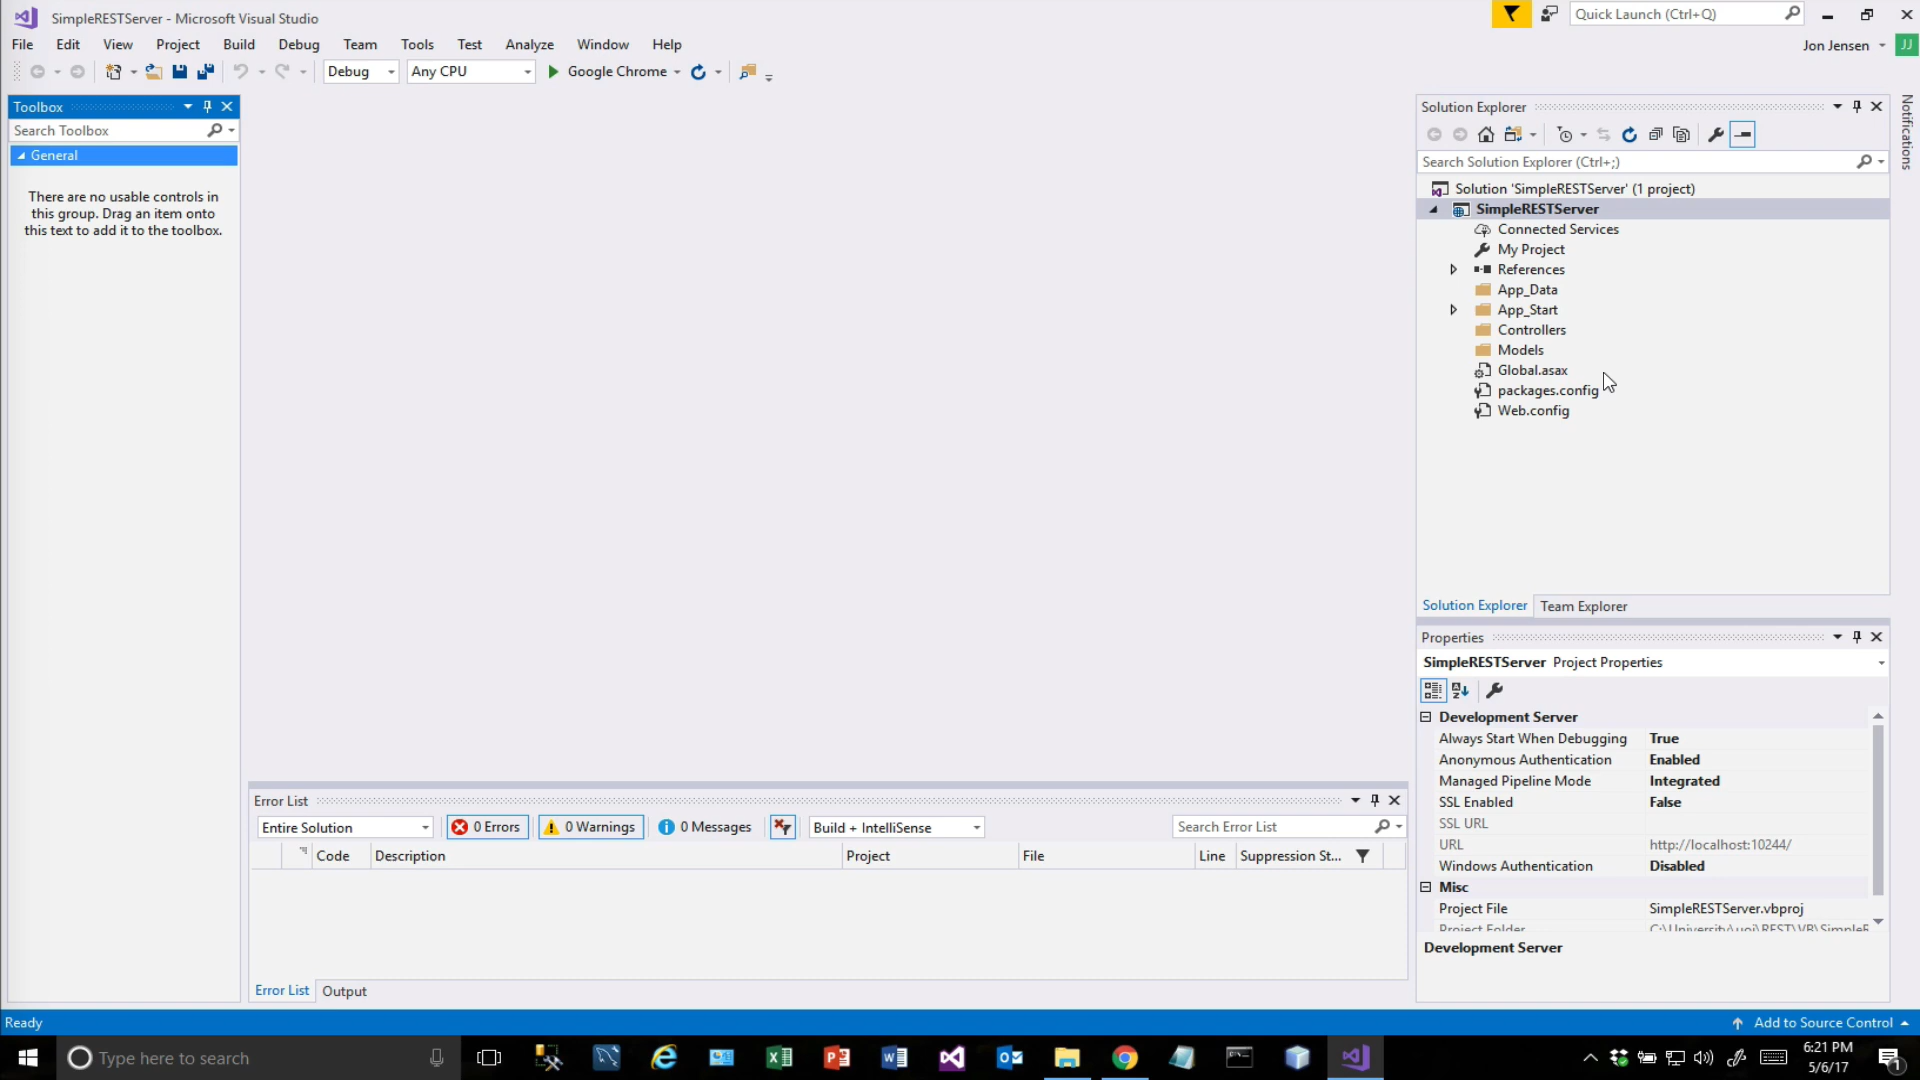 SimpleRESTServer - Microsoft Visual Studio
Quick Launch (Ctrl+Q)
File Edit View Project Build Debug Team Tools Test Analyze Window Help
Jon Jensen
JJ
Debug
Any CPU
Google Chrome
Toolbox
Search Toolbox
General
There are no usable controls in
this group. Drag an item onto
this text to add it to the toolbox.
Solution Explorer
Search Solution Explorer (Ctrl+;)
Solution 'SimpleRESTServer' (1 project)
SimpleRESTServer
Connected Services
My Project
References
App_Data
App_Start
Controllers
Models
Global.asax
packages.config
Web.config
Solution Explorer Team Explorer
Notifications
Properties
SimpleRESTServer Project Properties
Development Server
Always Start When Debugging True
Anonymous Authentication Enabled
Managed Pipeline Mode Integrated
SSL Enabled False
SSL URL
URL http://localhost:10244/
Windows Authentication Disabled
Misc
Project File SimpleRESTServer.vbproj
Project Folder C:\University\uoi\REST\VB\SimpleR
Development Server
Error List
Entire Solution
0 Errors
0 Warnings
0 Messages
Build + IntelliSense
Search Error List
Code Description Project File Line Suppression St...
Error List Output
Ready
Add to Source Control
Type here to search
6:21 PM
5/6/17
1